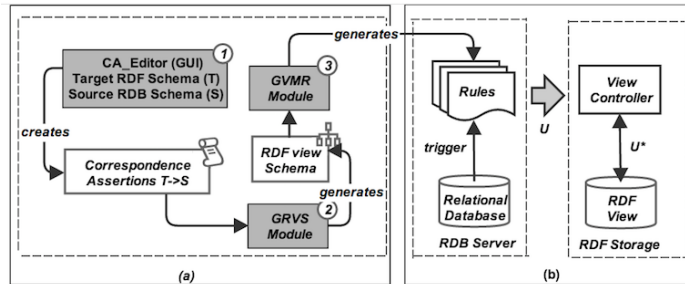 CA_Editor (GUI)
Target RDF Schema (T)
Source RDB Schema (S)
1
creates
Correspondence
Assertions T->S
GRVS
Module
2
generates
RDF view
Schema
GVMR
Module
3
generates
(a)
Rules
trigger
Relational
Database
RDB Server
U
View
Controller
U*
RDF
View
RDF Storage
(b)